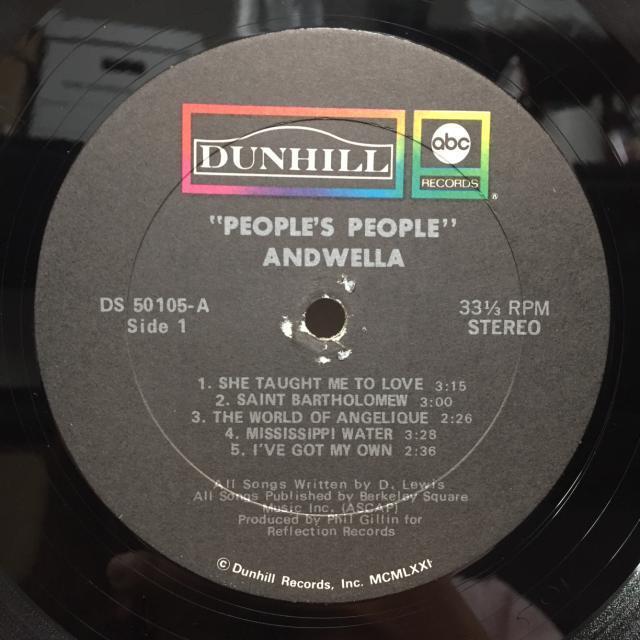 DUNHILL
abc
RECORDS
®
"PEOPLE'S PEOPLE"
ANDWELLA
DS 50105-A
Side 1
33⅓ RPM
STEREO
1. SHE TAUGHT ME TO LOVE 3:15
2. SAINT BARTHOLOMEW 3:00
3. THE WORLD OF ANGELIQUE 2:26
4. MISSISSIPPI WATER 3:28
5. I'VE GOT MY OWN 2:36
All Songs Written by D. Lewis
All Songs Published by Berkeley Square
Music Inc. (ASCAP)
Produced by Phil Gillin for
Reflection Records
© Dunhill Records, Inc. MCMLXXI